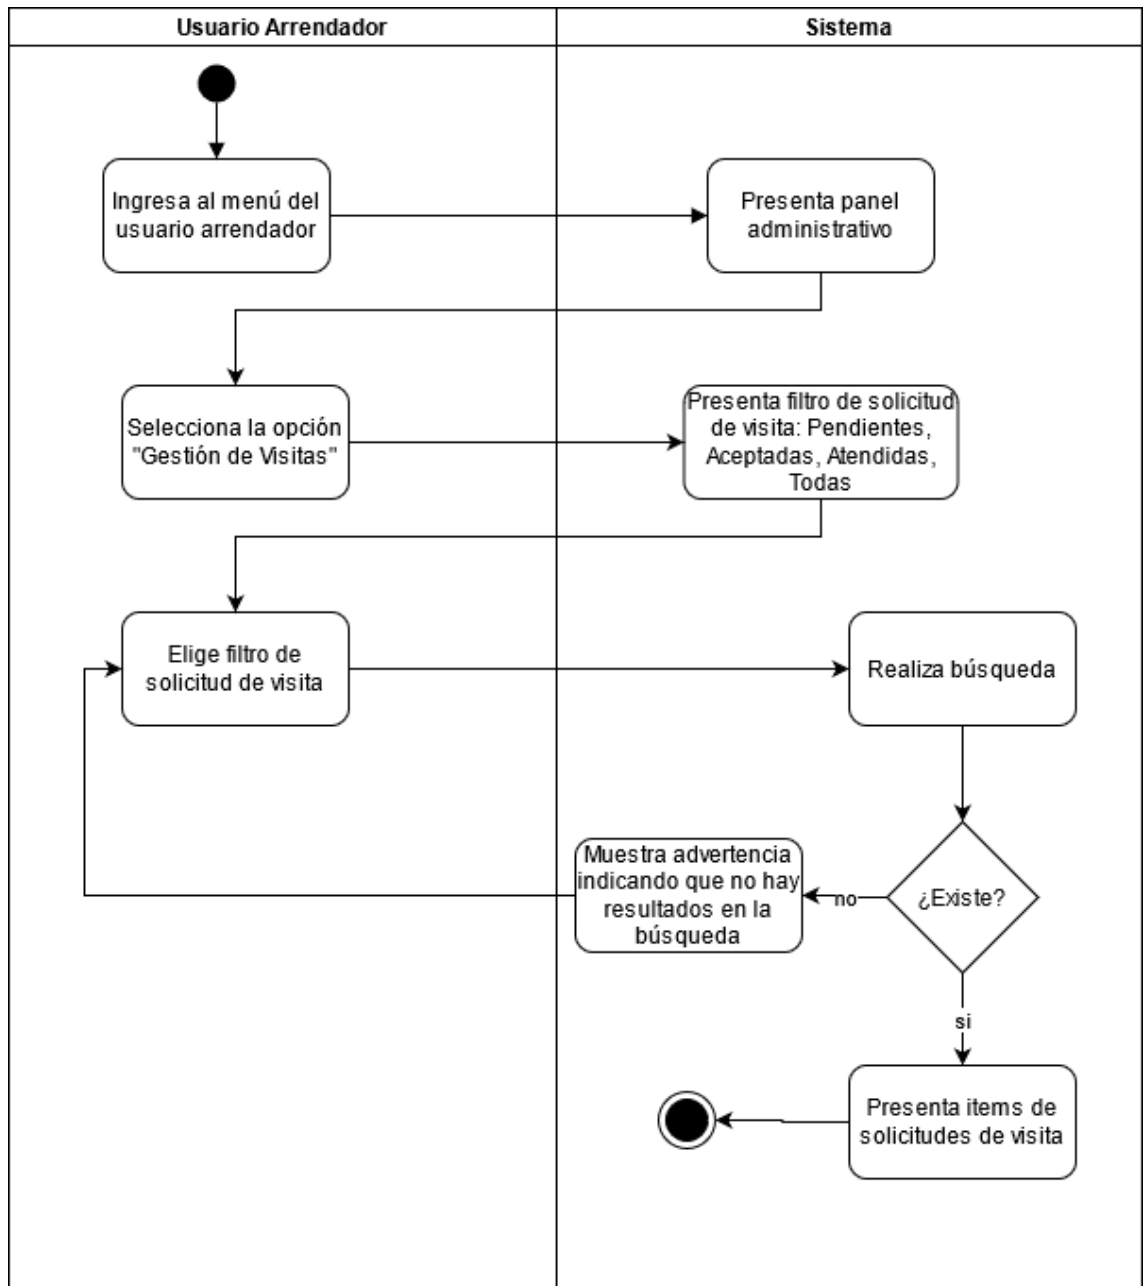 Usuario Arrendador
Sistema
Ingresa al menú del
usuario arrendador
Presenta panel
administrativo
Selecciona la opción
"Gestión de Visitas"
Presenta filtro de solicitud
de visita: Pendientes,
Aceptadas, Atendidas,
Todas
Elige filtro de
solicitud de visita
Realiza búsqueda
¿Existe?
no
Muestra advertencia
indicando que no hay
resultados en la
búsqueda
si
Presenta items de
solicitudes de visita